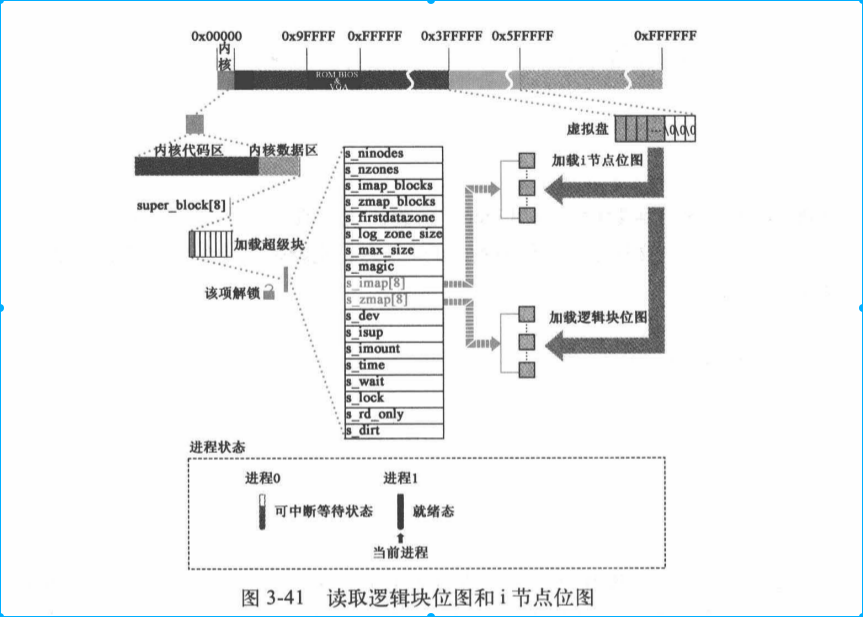 0x00000 0x9FFFF 0xFFFFF 0x3FFFFF 0x5FFFFF 0xFFFFFF
内核
ROM BIOS
&
VGA
虚拟盘
...
\0 \0 \0
内核代码区 内核数据区
super_block[8]
加载超级块
该项解锁
s_ninodes
s_nzones
s_imap_blocks
s_zmap_blocks
s_firstdatazone
s_log_zone_size
s_max_size
s_magic
s_imap[8]
s_zmap[8]
s_dev
s_isup
s_imount
s_time
s_wait
s_lock
s_rd_only
s_dirt
加载i节点位图
加载逻辑块位图
进程状态
进程0 进程1
可中断等待状态 就绪态
当前进程
图 3-41 读取逻辑块位图和 i 节点位图